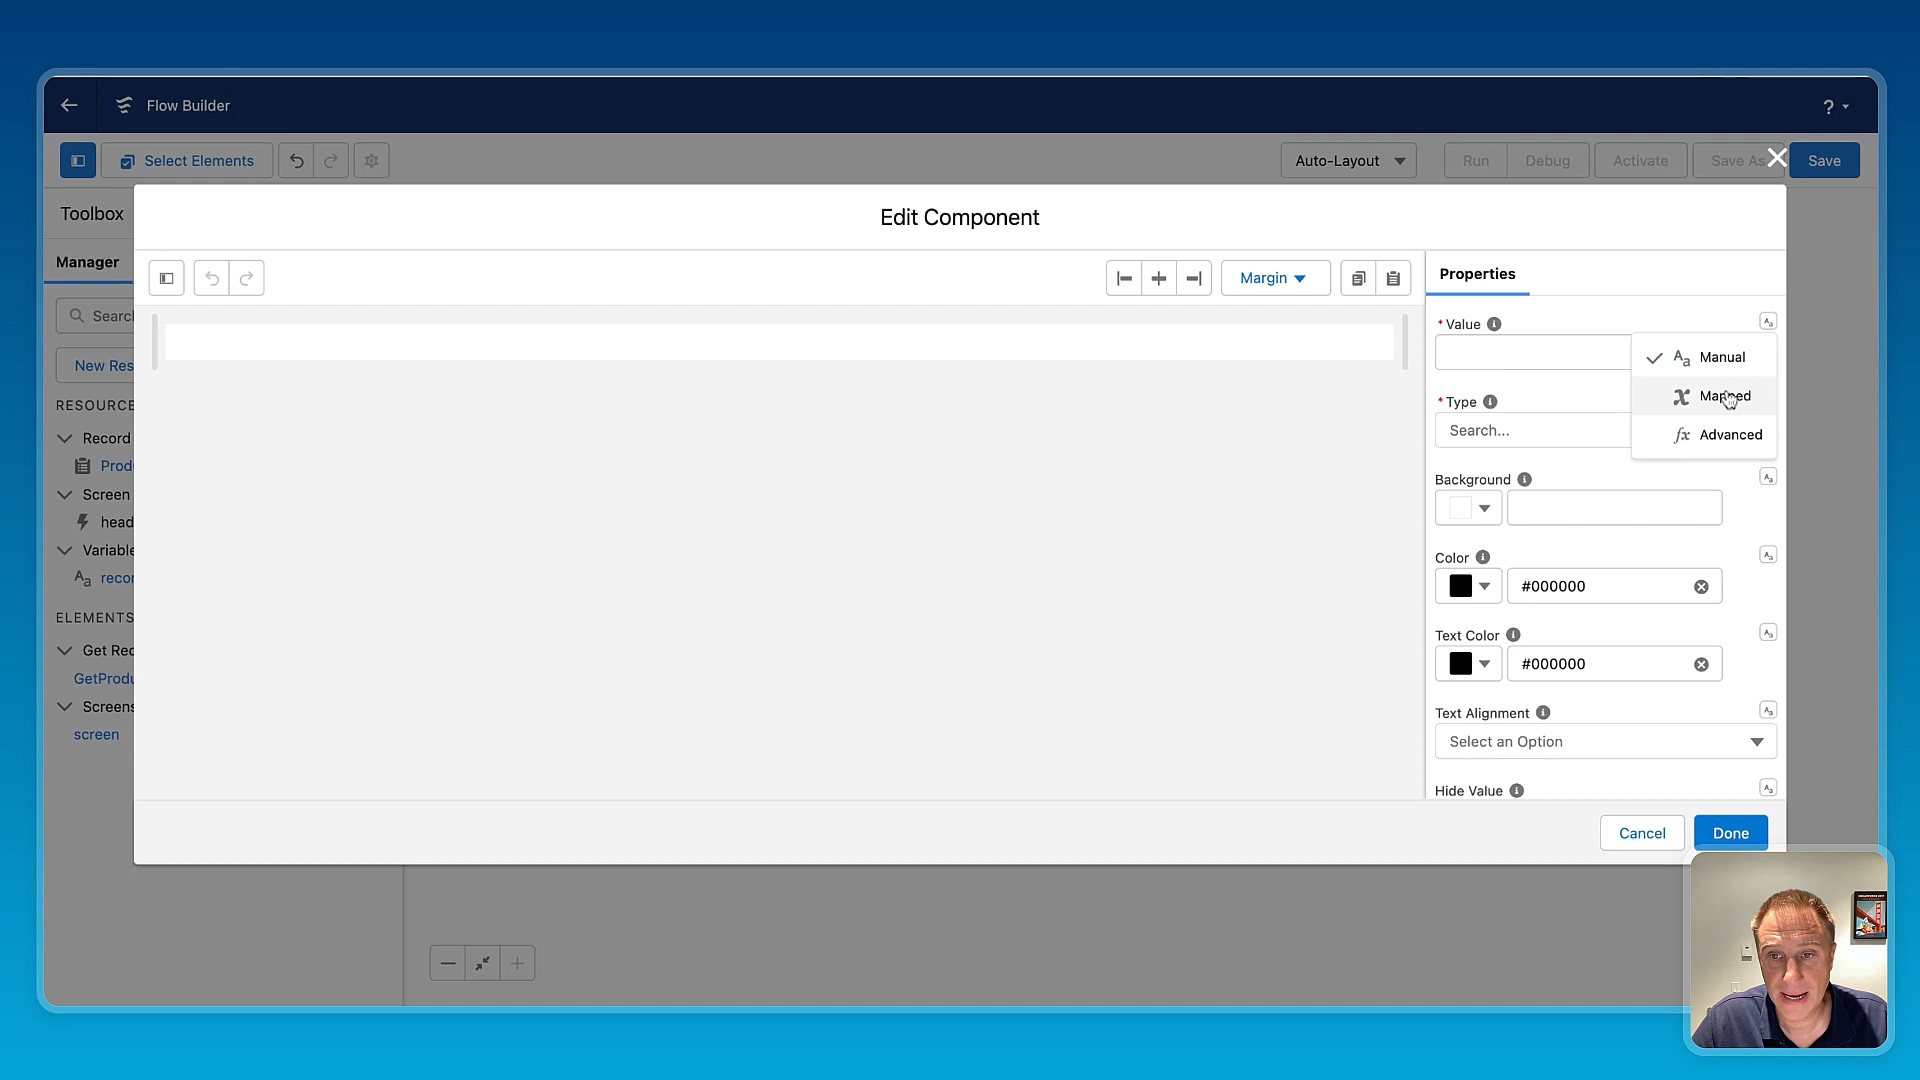 Flow Builder
?
Select Elements
Auto-Layout
Run
Debug
Activate
Save As
Save
Toolbox
Edit Component
Manager
Margin
Properties
* Value
Manual
Mapped
Advanced
* Type
Search...
Background
Color
#000000
Text Color
#000000
Text Alignment
Select an Option
Hide Value
Cancel
Done
Searc
New Res
RESOURCE
Record
Prod
Screen
head
Variable
recor
ELEMENTS
Get Rec
GetProdu
Screens
screen